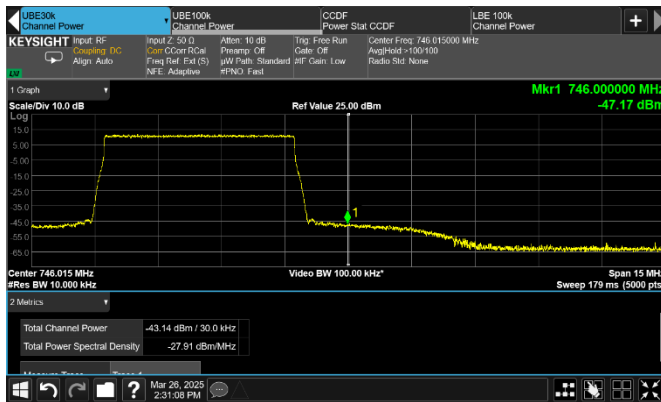 UBE30k
Channel Power
UBE100k
Channel Power
CCDF
Power Stat CCDF
LBE 100k
Channel Power
+
KEYSIGHT
Input: RF
Coupling: DC
Align: Auto
Input Z: 50 Ω
Corr CCorr RCal
Freq Ref: Ext (S)
NFE: Adaptive
Atten: 10 dB
Preamp: Off
µW Path: Standard
#PNO: Fast
Trig: Free Run
Gate: Off
#IF Gain: Low
Center Freq: 746.015000 MHz
Avg|Hold:>100/100
Radio Std: None
LXI
1 Graph
Mkr1 746.000000 MHz
Scale/Div 10.0 dB
Ref Value 25.00 dBm
-47.17 dBm
Log
15.0
5.00
-5.00
-15.0
-25.0
-35.0
-45.0
-55.0
-65.0
1
Center 746.015 MHz
Video BW 100.00 kHz*
Span 15 MHz
#Res BW 10.000 kHz
Sweep 179 ms (5000 pts)
2 Metrics
Total Channel Power
-43.14 dBm / 30.0 kHz
Total Power Spectral Density
-27.91 dBm/MHz
?
Mar 26, 2025
2:31:08 PM